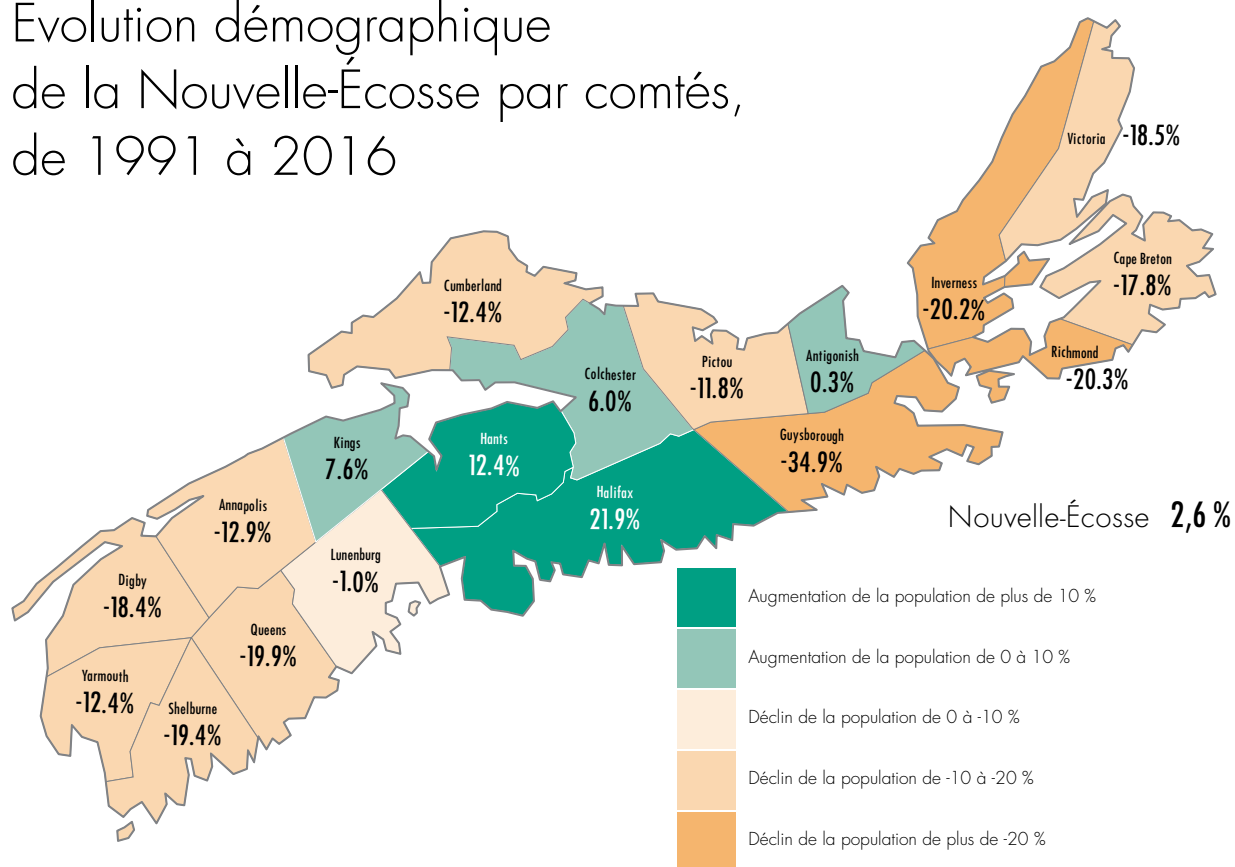 Évolution démographique
de la Nouvelle-Écosse par comtés,
de 1991 à 2016
Victoria
-18.5%
Cape Breton
-17.8%
Inverness
-20.2%
Richmond
-20.3%
Cumberland
-12.4%
Pictou
-11.8%
Antigonish
0.3%
Colchester
6.0%
Guysborough
-34.9%
Kings
7.6%
Hants
12.4%
Halifax
21.9%
Annapolis
-12.9%
Lunenburg
-1.0%
Digby
-18.4%
Queens
-19.9%
Yarmouth
-12.4%
Shelburne
-19.4%
Nouvelle-Écosse 2,6 %
Augmentation de la population de plus de 10 %
Augmentation de la population de 0 à 10 %
Déclin de la population de 0 à -10 %
Déclin de la population de -10 à -20 %
Déclin de la population de plus de -20 %